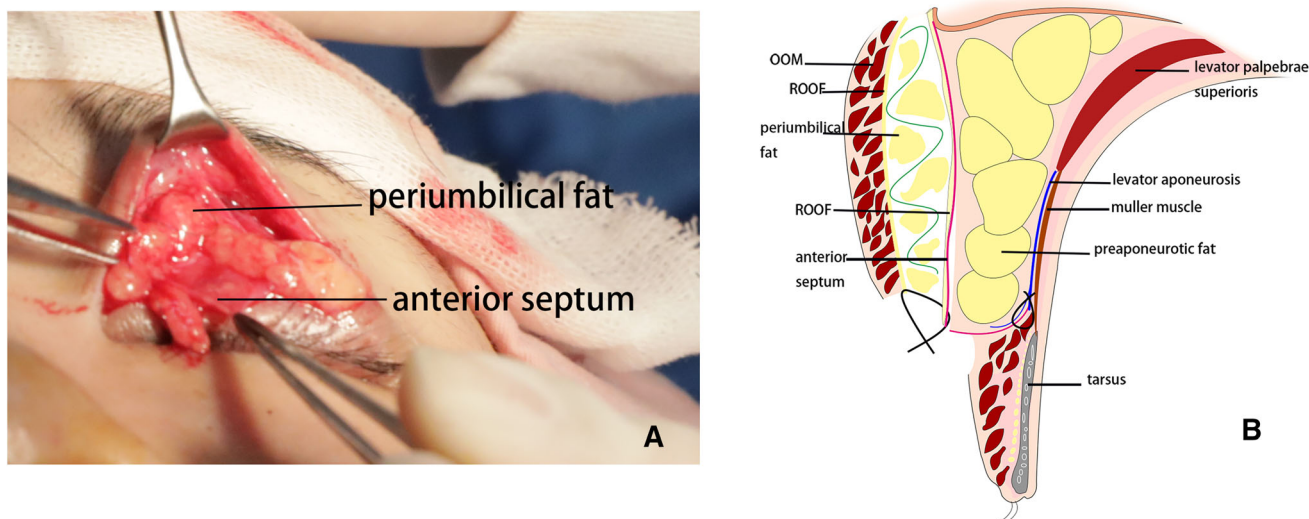 periumbilical fat
anterior septum
A
OOM
ROOF
periumbilical
fat
ROOF
anterior
septum
levator palpebrae
superioris
levator aponeurosis
muller muscle
preaponeurotic fat
tarsus
B